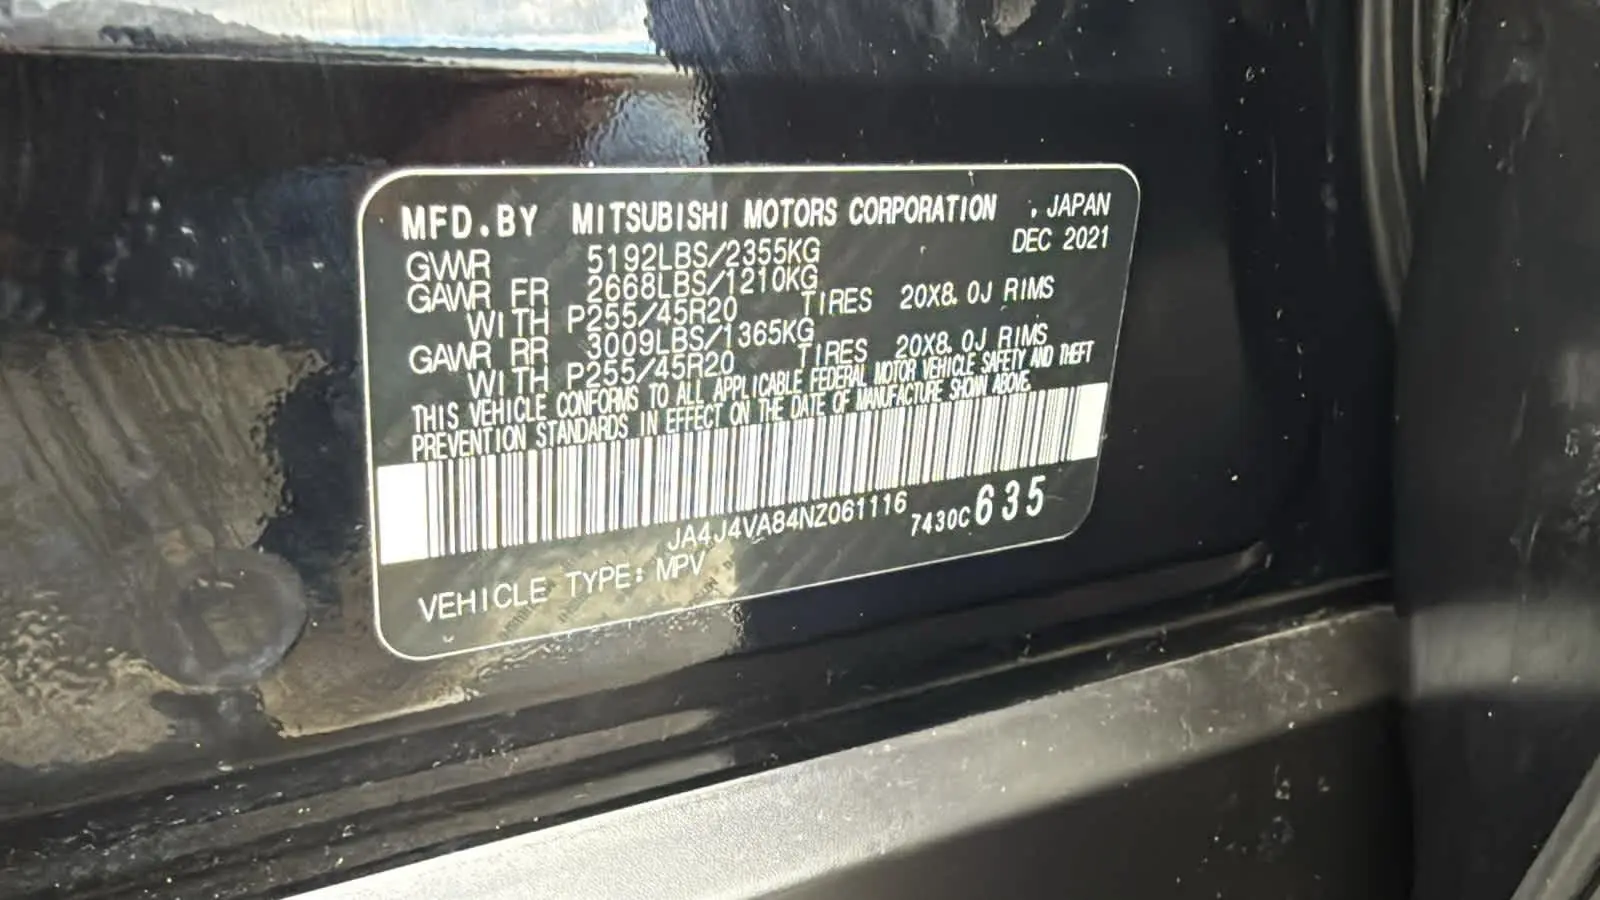 MFD.BY MITSUBISHI MOTORS CORPORATION , JAPAN
DEC 2021
GVWR 5192LBS/2355KG
GAWR FR 2668LBS/1210KG
WITH P255/45R20 TIRES 20X8.0J RIMS
GAWR RR 3009LBS/1365KG
WITH P255/45R20 TIRES 20X8.0J RIMS
THIS VEHICLE CONFORMS TO ALL APPLICABLE FEDERAL MOTOR VEHICLE SAFETY AND THEFT
PREVENTION STANDARDS IN EFFECT ON THE DATE OF MANUFACTURE SHOWN ABOVE.
JA4J4VA84NZ061116 7430C635
VEHICLE TYPE: MPV